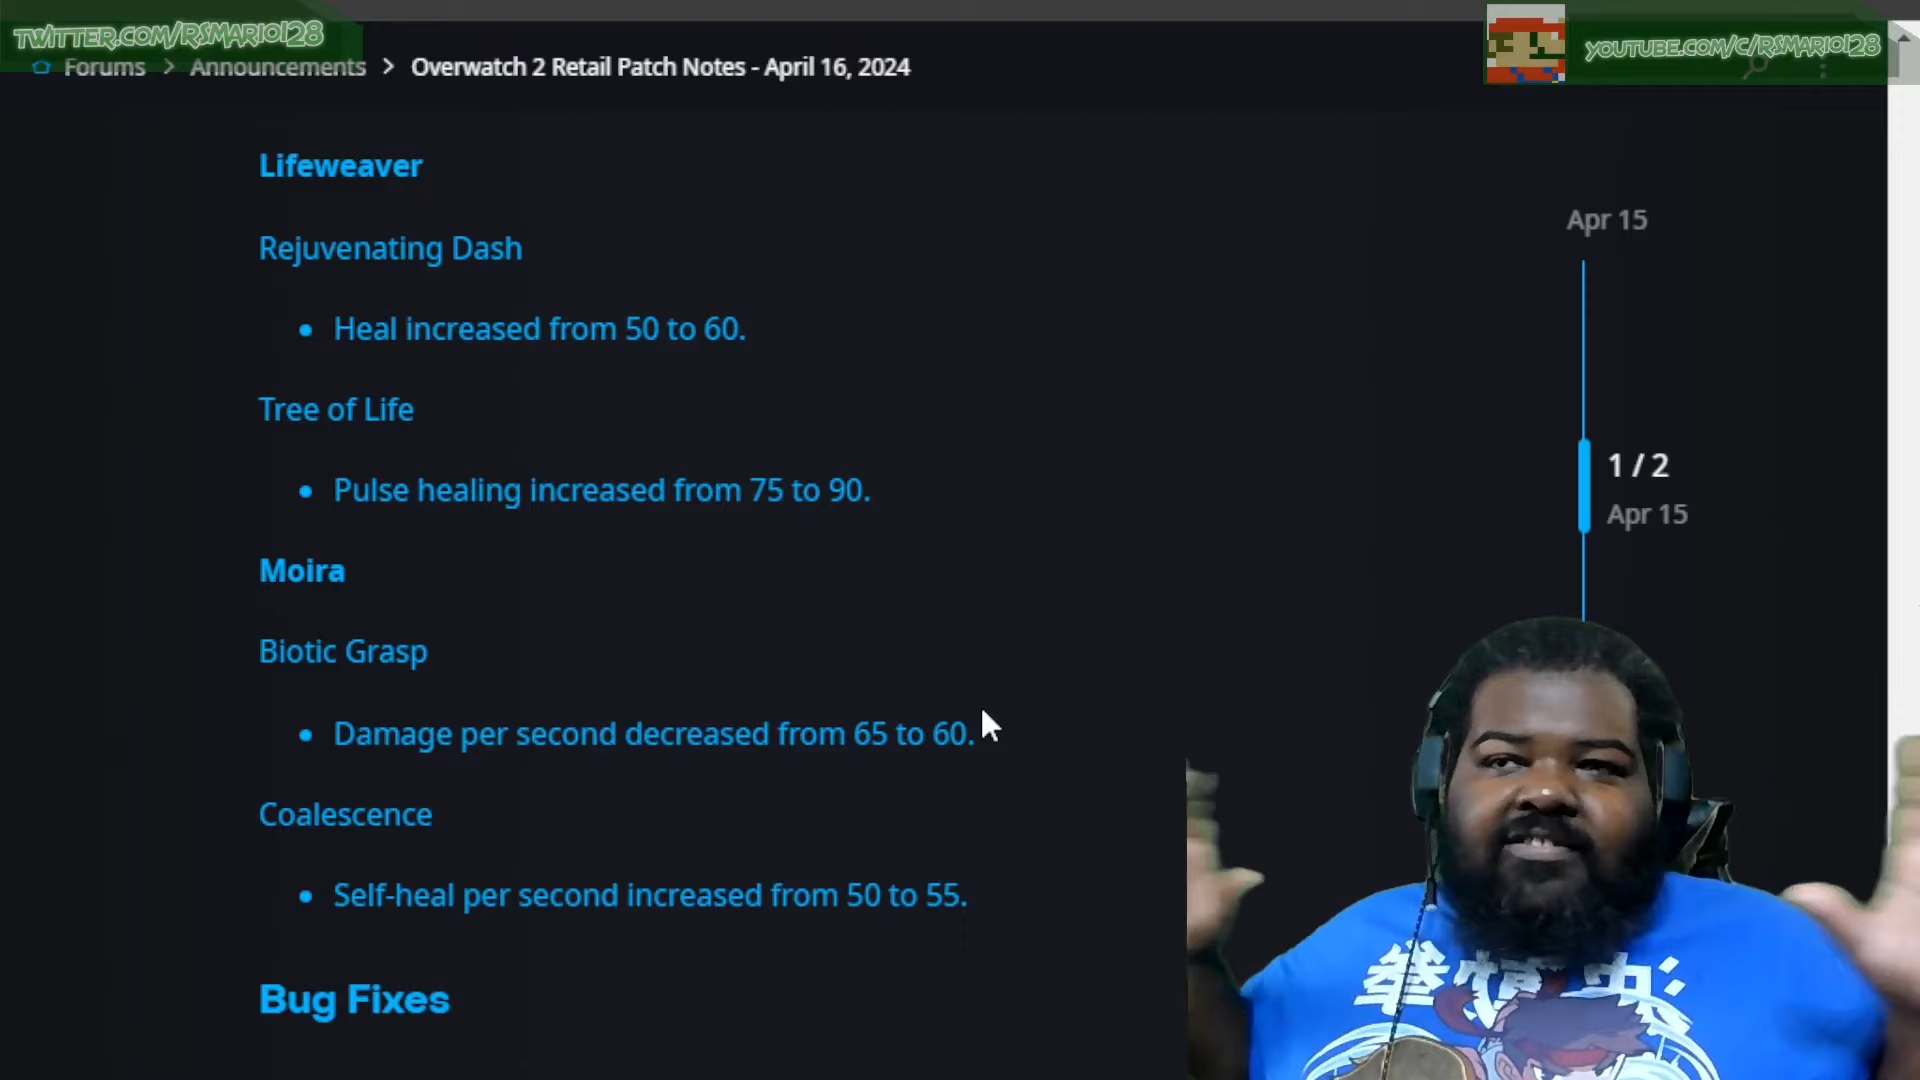 TWITTER.COM/RSMARIO128
YOUTUBE.COM/C/RSMARIO128
Forums > Announcements > Overwatch 2 Retail Patch Notes - April 16, 2024
Lifeweaver
Rejuvenating Dash
• Heal increased from 50 to 60.
Tree of Life
• Pulse healing increased from 75 to 90.
Moira
Biotic Grasp
• Damage per second decreased from 65 to 60.
Coalescence
• Self-heal per second increased from 50 to 55.
Bug Fixes
Apr 15
1 / 2
Apr 15